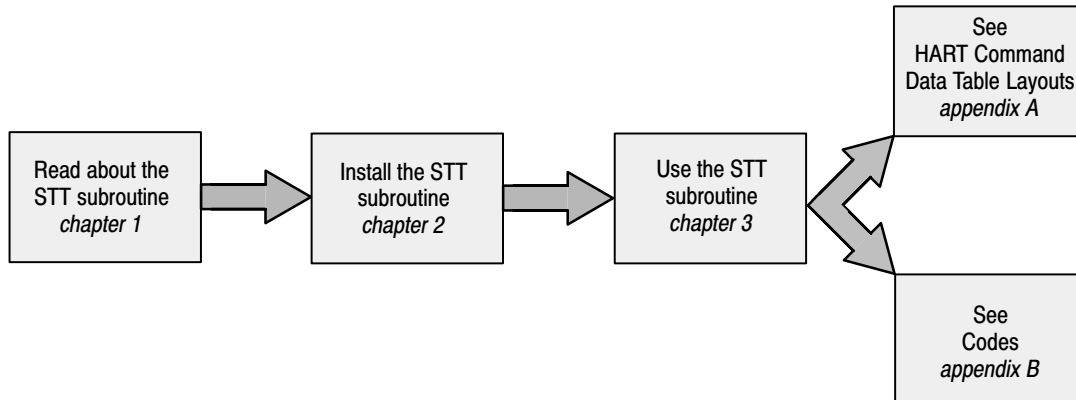 Read about the
STT subroutine
chapter 1
Install the STT
subroutine
chapter 2
Use the STT
subroutine
chapter 3
See
HART Command
Data Table Layouts
appendix A
See
Codes
appendix B